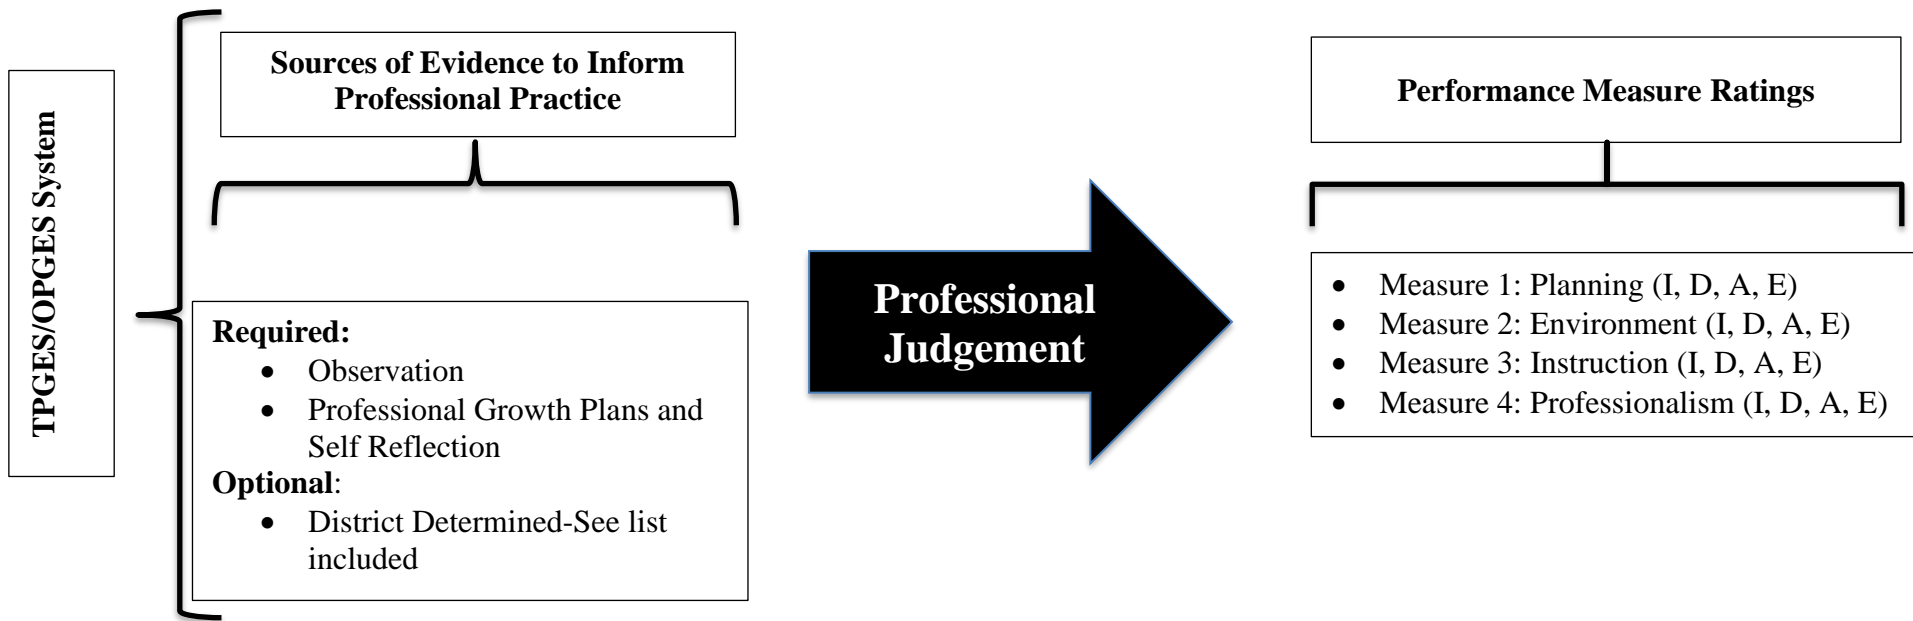 TPGES/OPGES System
Sources of Evidence to Inform
Professional Practice
Required:
• Observation
• Professional Growth Plans and
Self Reflection
Optional:
• District Determined-See list
included
Professional
Judgement
Performance Measure Ratings
• Measure 1: Planning (I, D, A, E)
• Measure 2: Environment (I, D, A, E)
• Measure 3: Instruction (I, D, A, E)
• Measure 4: Professionalism (I, D, A, E)